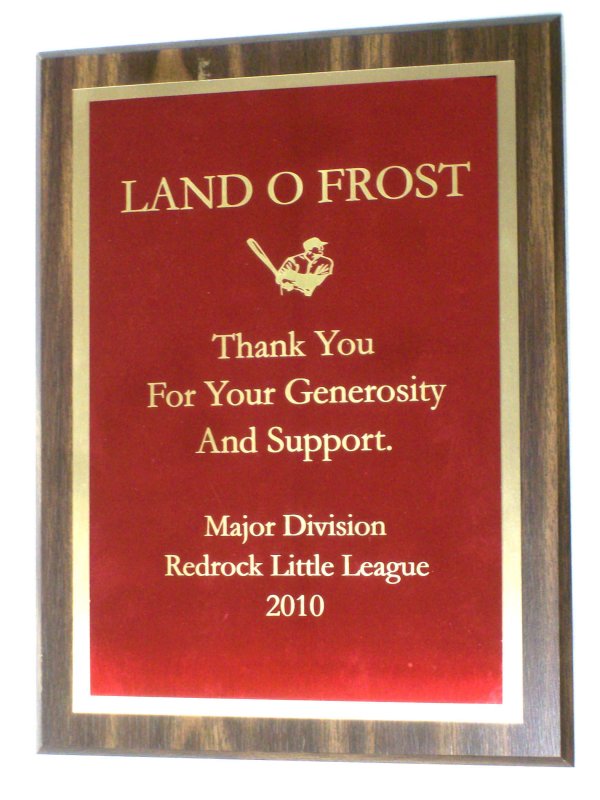 LAND O FROST
Thank You
For Your Generosity
And Support.
Major Division
Redrock Little League
2010